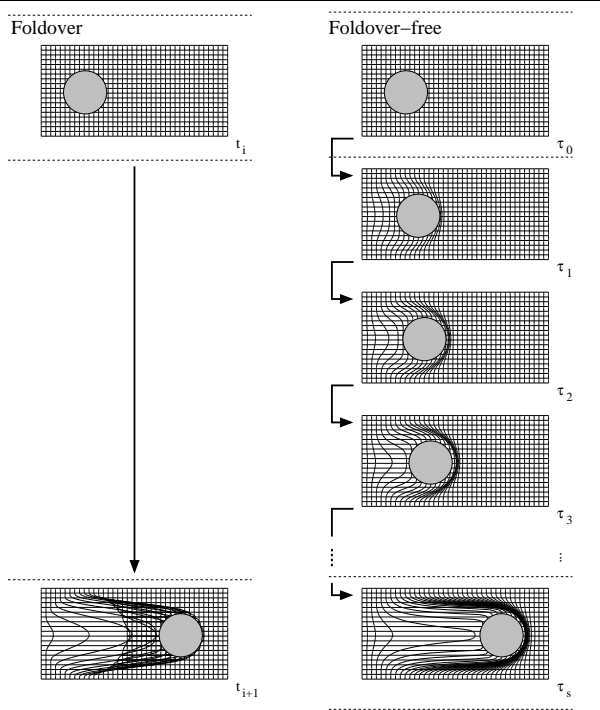 Foldover
t i
t i+1
Foldover−free
τ 0
τ 1
τ 2
τ 3
...
τ s